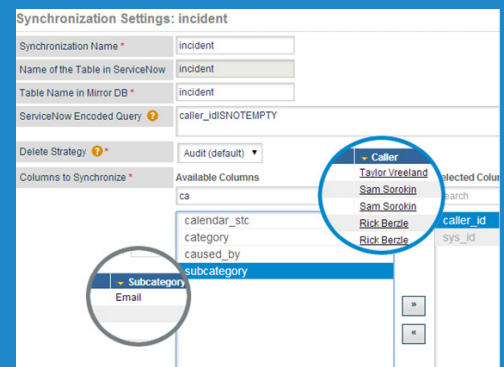 Synchronization Settings: incident
Synchronization Name * incident
Name of the Table in ServiceNow incident
Table Name in Mirror DB * incident
ServiceNow Encoded Query ? caller_idISNOTEMPTY
Delete Strategy ? * Audit (default)
Columns to Synchronize * Available Columns
ca
calendar_stc
category
caused_by
subcategory
Subcategory
Email
»
«
Caller
Taylor Vreeland
Sam Sorokin
Sam Sorokin
Rick Berzle
Rick Berzle
elected Colu
earch
caller_id
sys_id